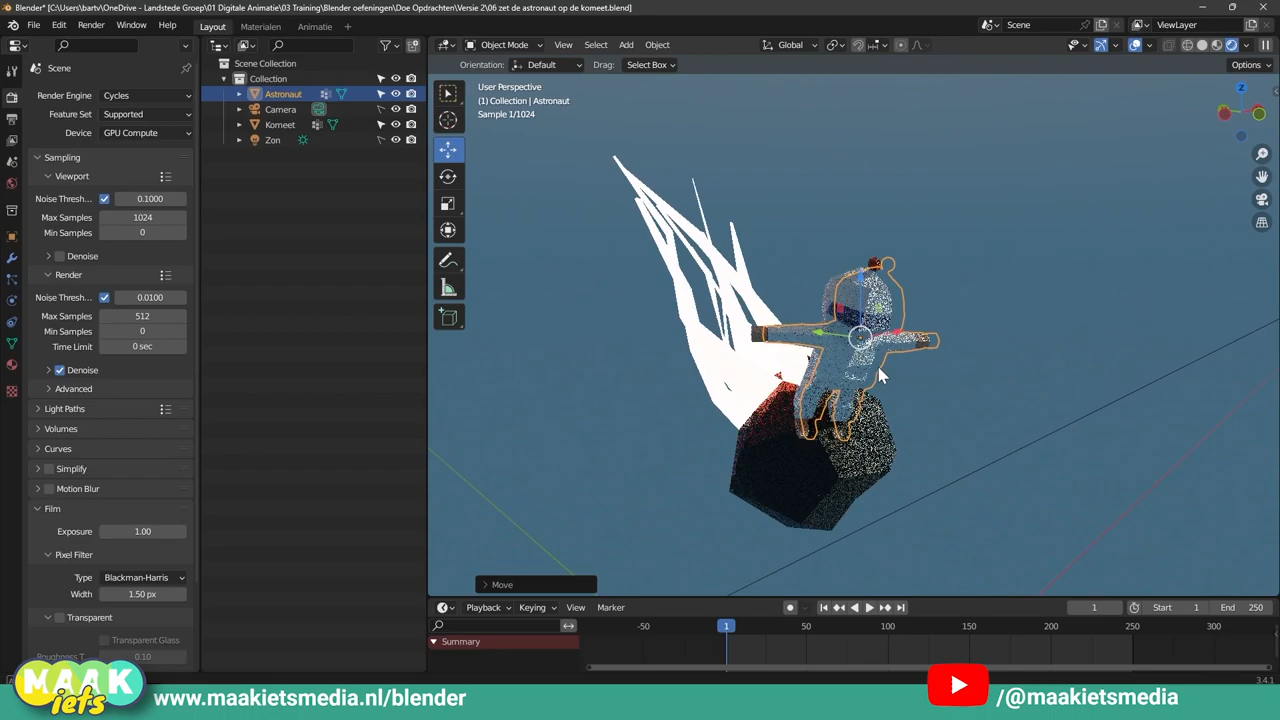 Blender* [C:\Users\bartv\OneDrive - Landstede Groep\01 Digitale Animatie\03 Training\Blender oefeningen\Doe Opdrachten\Versie 2\06 zet de astronaut op de komeet.blend]
File Edit Render Window Help Layout Texturing Animatie + Scene ViewLayer
Object Mode View Select Add Object Global
Orientation: Default Drag: Select Box Options
Scene
Render Engine Cycles
Feature Set Supported
Device GPU Compute
Sampling
Viewport
Noise Thresh... 0.1000
Max Samples 1024
Min Samples 0
Denoise
Render
Noise Thresh... 0.0100
Max Samples 512
Min Samples 0
Time Limit 0 sec
Denoise
Advanced
Light Paths
Volumes
Curves
Simplify
Motion Blur
Film
Exposure 1.00
Pixel Filter
Type Blackman-Harris
Width 1.50 px
Transparent
Transparent Glass
Roughness T... 0.10
Scene Collection
Collection
Astronaut
Camera
Komeet
Zon
User Perspective
(1) Collection | Astronaut
Sample 1/1024
Z
Move
Playback Keying View Marker 1 Start 1 End 250
-50 1 50 100 150 200 250 300
Summary
3.4.1
MAAK
iets
www.maakietsmedia.nl/blender
/@maakietsmedia